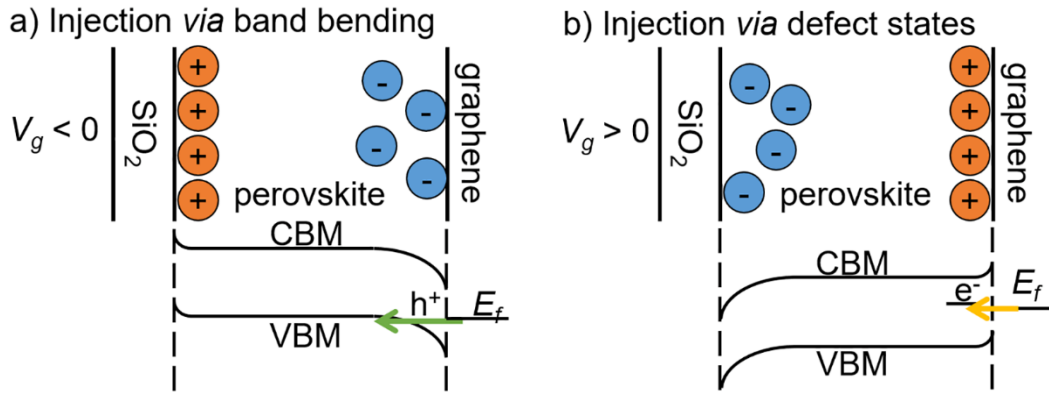 a) Injection via band bending
V_g < 0
SiO₂
+
+
+
+
-
-
-
-
perovskite
graphene
CBM
h⁺
E_f
VBM
b) Injection via defect states
V_g > 0
SiO₂
-
-
-
-
+
+
+
+
perovskite
graphene
CBM
e⁻
E_f
VBM